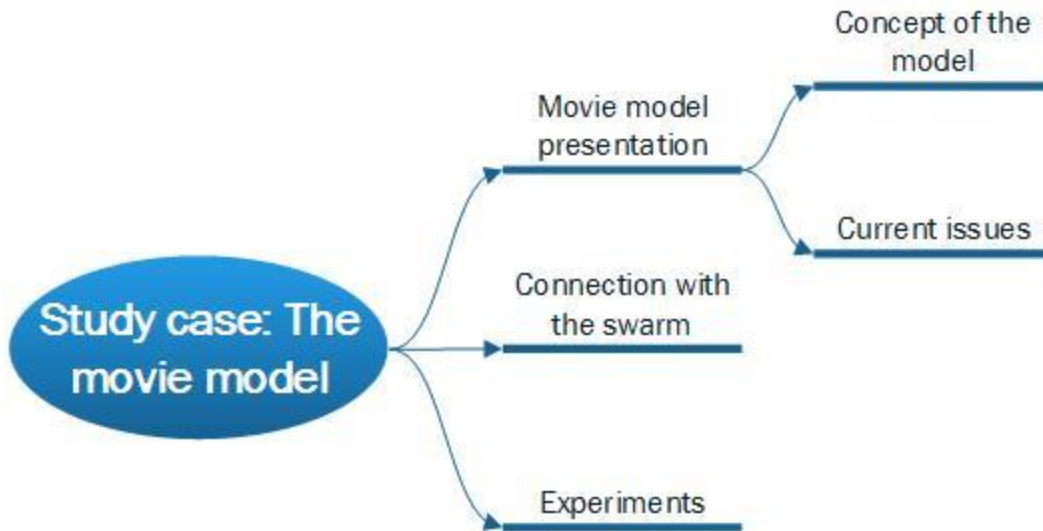 Study case: The
movie model
Movie model
presentation
Concept of the
model
Current issues
Connection with
the swarm
Experiments